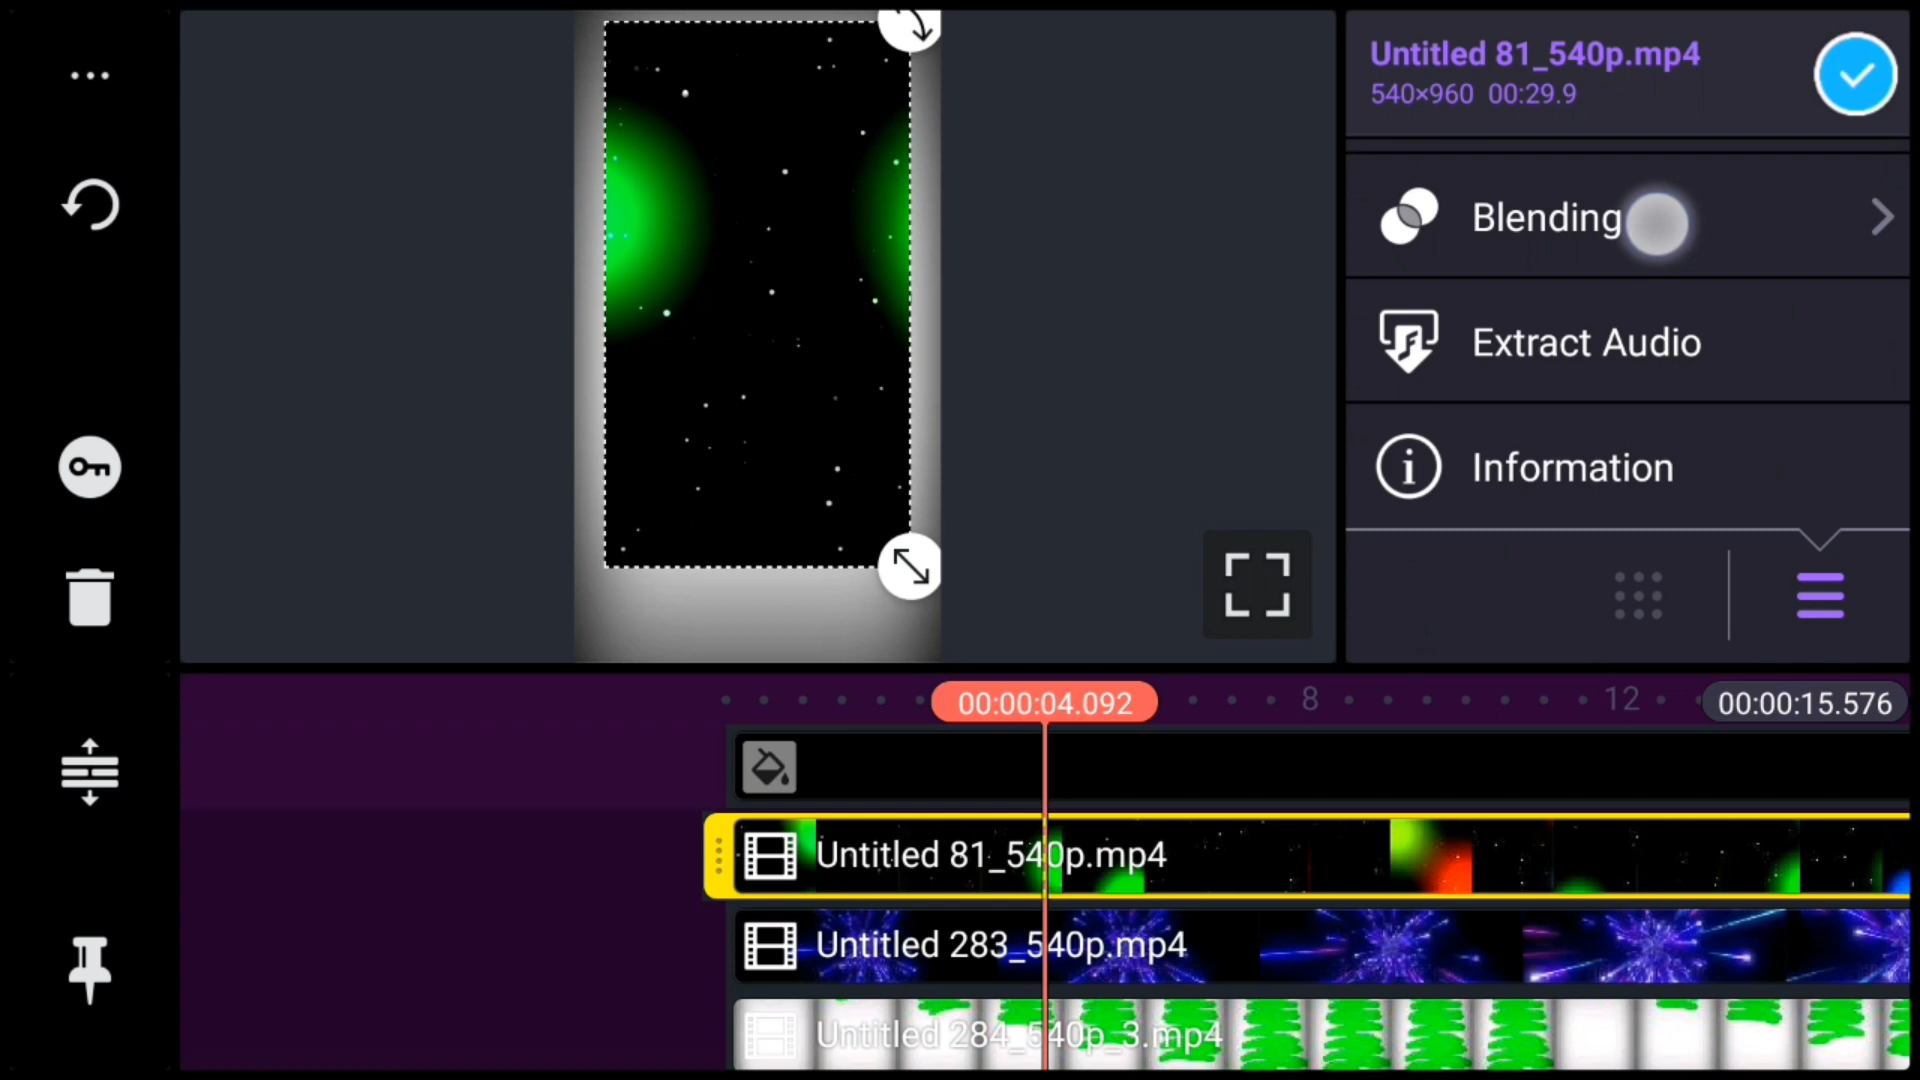 Untitled 81_540p.mp4
540×960 00:29.9
Blending
Extract Audio
Information
00:00:04.092
8
12
00:00:15.576
Untitled 81_540p.mp4
Untitled 283_540p.mp4
Untitled 284_540p_3.mp4